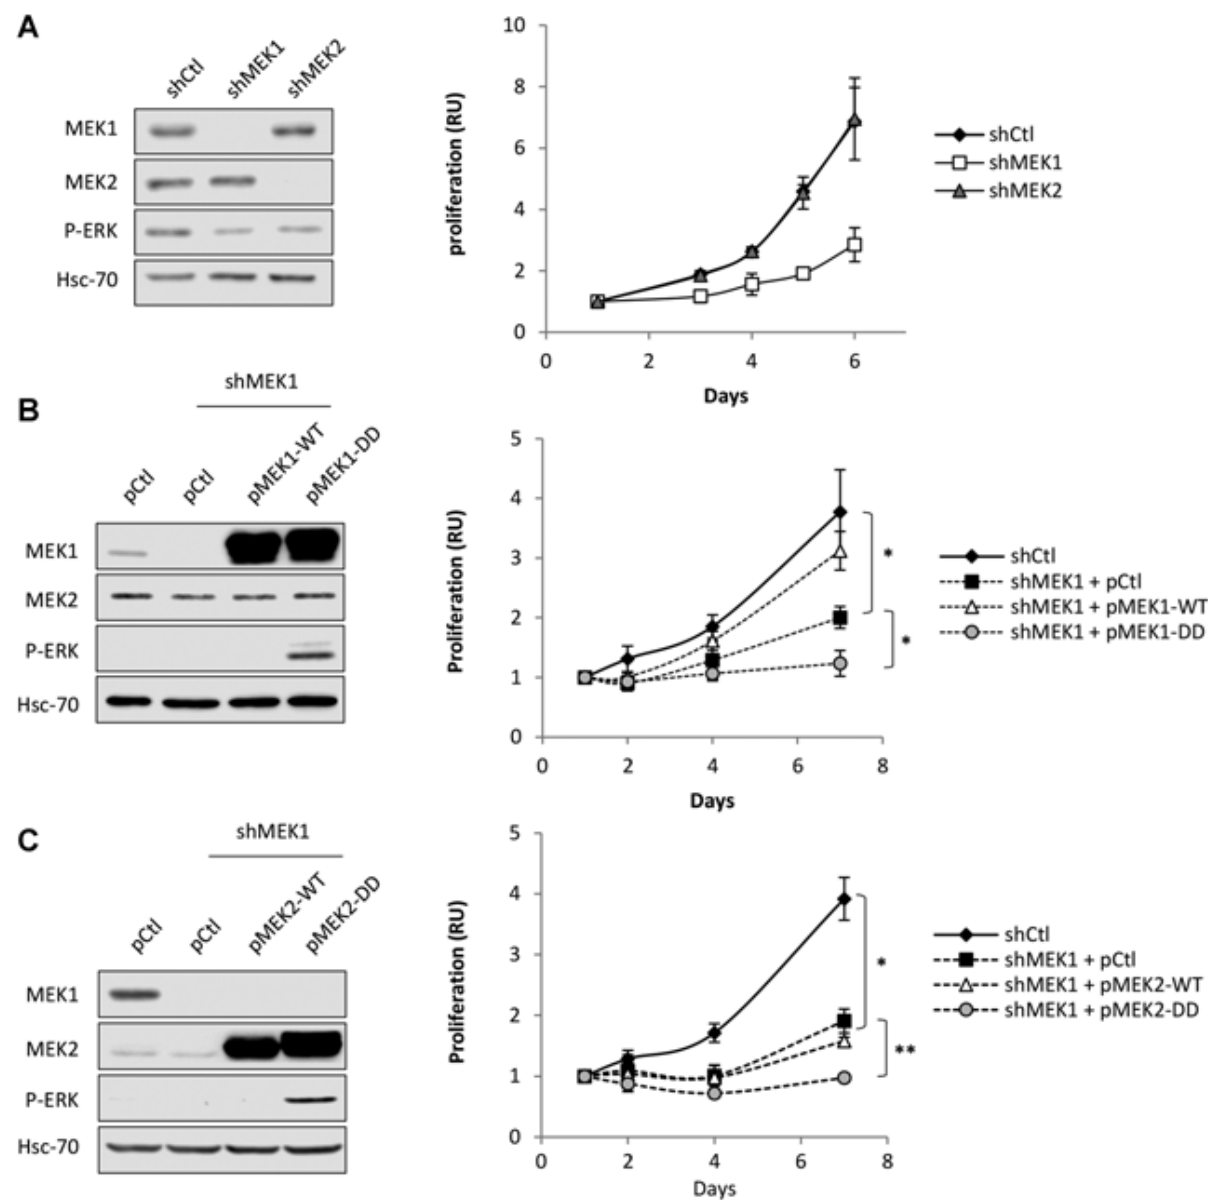 A
shCtl
shMEK1
shMEK2
MEK1
MEK2
P-ERK
Hsc-70
proliferation (RU)
10
8
6
4
2
0
0 2 4 6
Days
shCtl
shMEK1
shMEK2
B
shMEK1
pCtl
pCtl
pMEK1-WT
pMEK1-DD
MEK1
MEK2
P-ERK
Hsc-70
Proliferation (RU)
5
4
3
2
1
0
0 2 4 6 8
Days
*
*
shCtl
shMEK1 + pCtl
shMEK1 + pMEK1-WT
shMEK1 + pMEK1-DD
C
shMEK1
pCtl
pCtl
pMEK2-WT
pMEK2-DD
MEK1
MEK2
P-ERK
Hsc-70
Proliferation (RU)
5
4
3
2
1
0
0 2 4 6 8
Days
*
**
shCtl
shMEK1 + pCtl
shMEK1 + pMEK2-WT
shMEK1 + pMEK2-DD